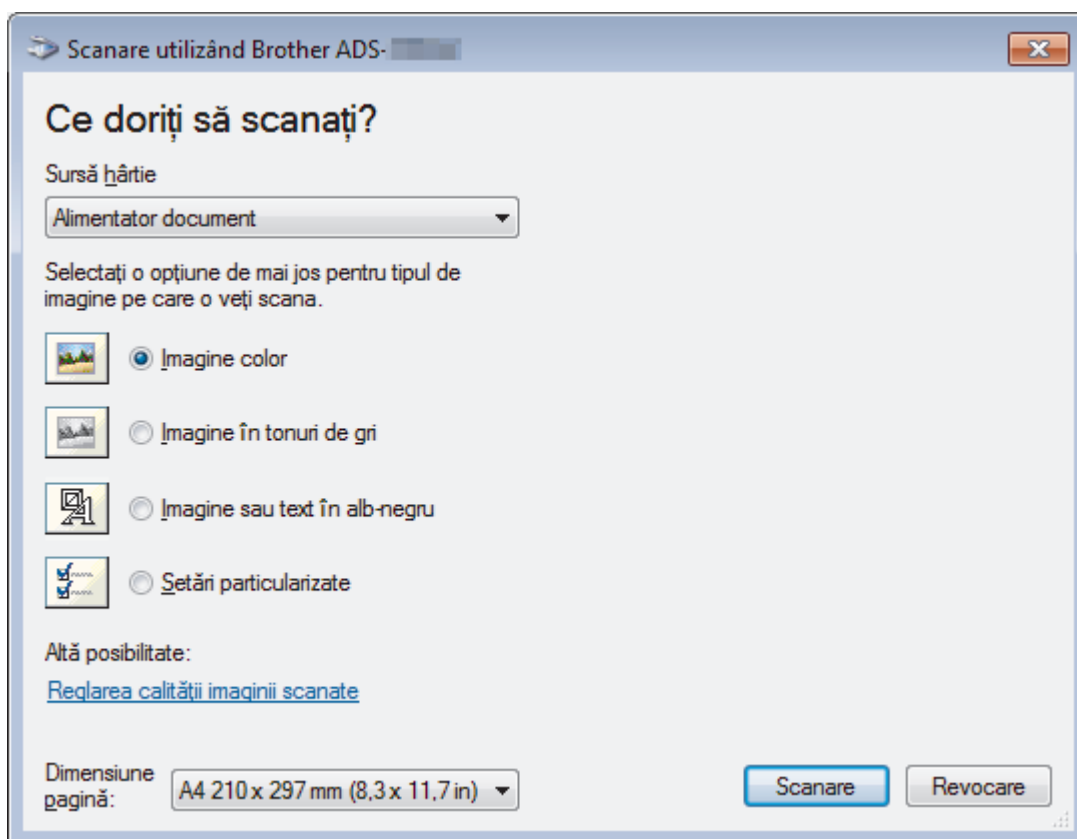 Scanare utilizând Brother ADS-
Ce doriți să scanați?
Sursă hârtie
Alimentator document
Selectați o opțiune de mai jos pentru tipul de
imagine pe care o veți scana.
Imagine color
Imagine în tonuri de gri
Imagine sau text în alb-negru
Setări particularizate
Altă posibilitate:
Reglarea calității imaginii scanate
Dimensiune
pagină:
A4 210 x 297 mm (8,3 x 11,7 in)
Scanare
Revocare